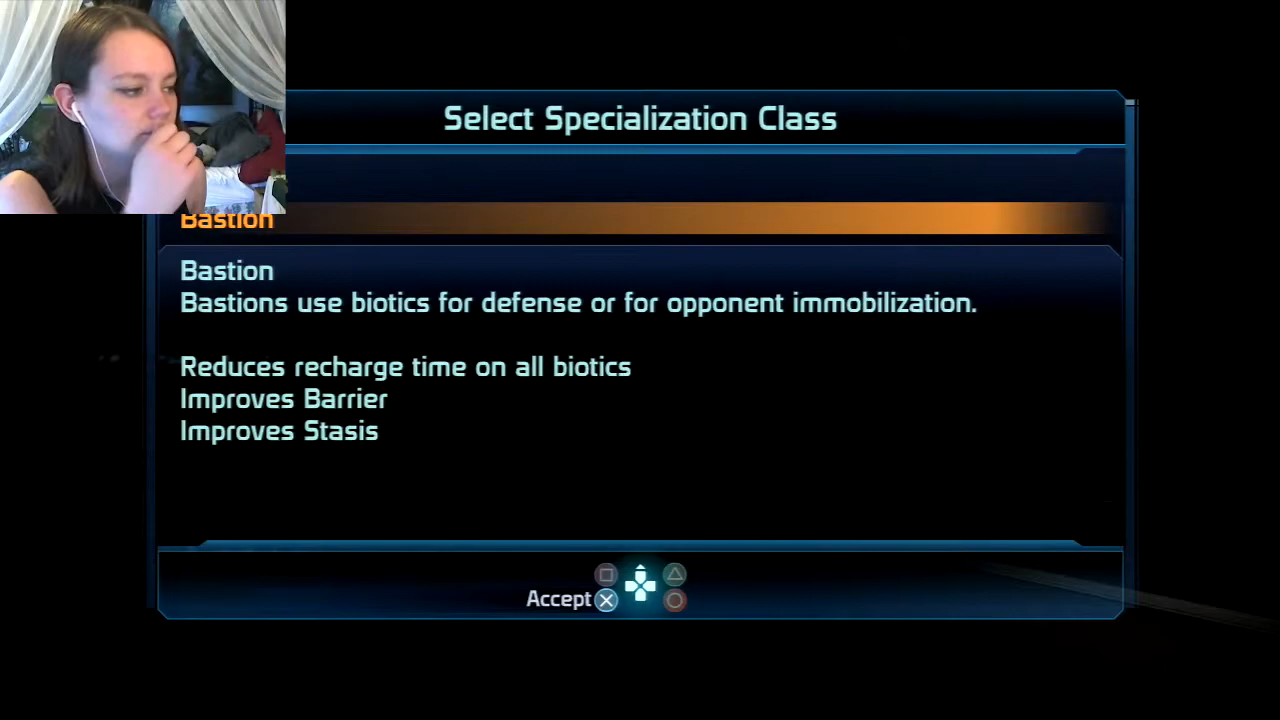 Select Specialization Class
Bastion
Bastion
Bastions use biotics for defense or for opponent immobilization.
Reduces recharge time on all biotics
Improves Barrier
Improves Stasis
Accept